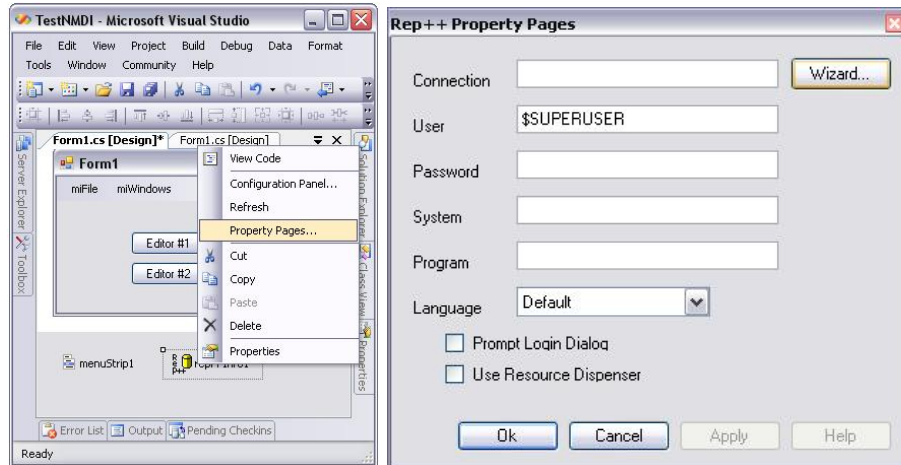 TestNMDI - Microsoft Visual Studio
File Edit View Project Build Debug Data Format
Tools Window Community Help
Form1.cs [Design]* Form1.cs [Design]
Server Explorer
Toolbox
Form1
miFile miWindows
Editor #1
Editor #2
View Code
Configuration Panel...
Refresh
Property Pages...
Cut
Copy
Paste
Delete
Properties
Solution Explorer
Class View
Properties
menuStrip1
Rep++
Error List Output Pending Checkins
Ready
Rep++ Property Pages
Connection
Wizard...
User $SUPERUSER
Password
System
Program
Language Default
Prompt Login Dialog
Use Resource Dispenser
Ok Cancel Apply Help